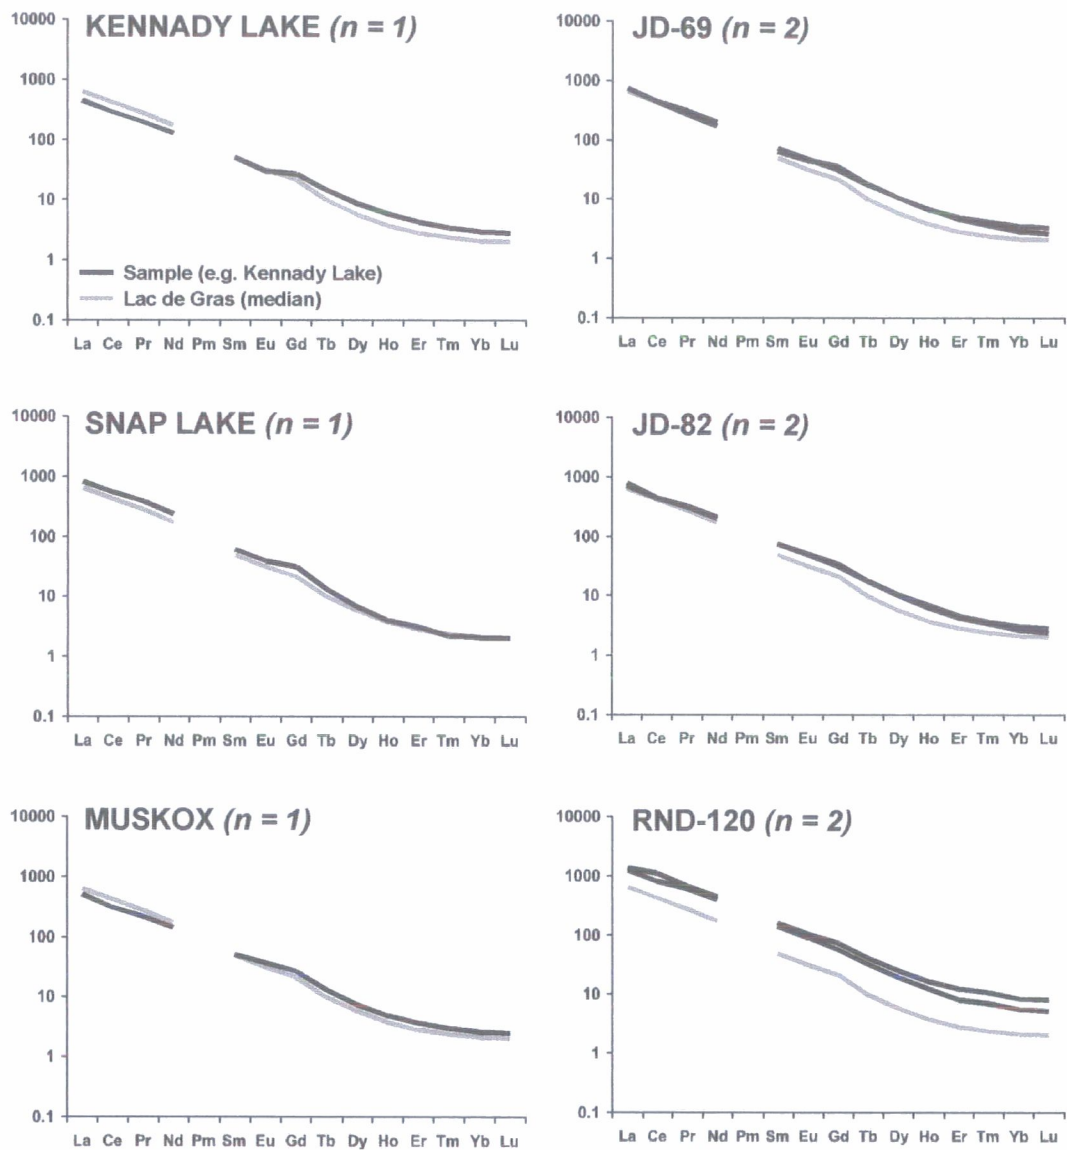 KENNADY LAKE (n = 1)
10000
1000
100
10
1
0.1
Sample (e.g. Kennady Lake)
Lac de Gras (median)
La Ce Pr Nd Pm Sm Eu Gd Tb Dy Ho Er Tm Yb Lu
JD-69 (n = 2)
10000
1000
100
10
1
0.1
La Ce Pr Nd Pm Sm Eu Gd Tb Dy Ho Er Tm Yb Lu
SNAP LAKE (n = 1)
10000
1000
100
10
1
0.1
La Ce Pr Nd Pm Sm Eu Gd Tb Dy Ho Er Tm Yb Lu
JD-82 (n = 2)
10000
1000
100
10
1
0.1
La Ce Pr Nd Pm Sm Eu Gd Tb Dy Ho Er Tm Yb Lu
MUSKOX (n = 1)
10000
1000
100
10
1
0.1
La Ce Pr Nd Pm Sm Eu Gd Tb Dy Ho Er Tm Yb Lu
RND-120 (n = 2)
10000
1000
100
10
1
0.1
La Ce Pr Nd Pm Sm Eu Gd Tb Dy Ho Er Tm Yb Lu